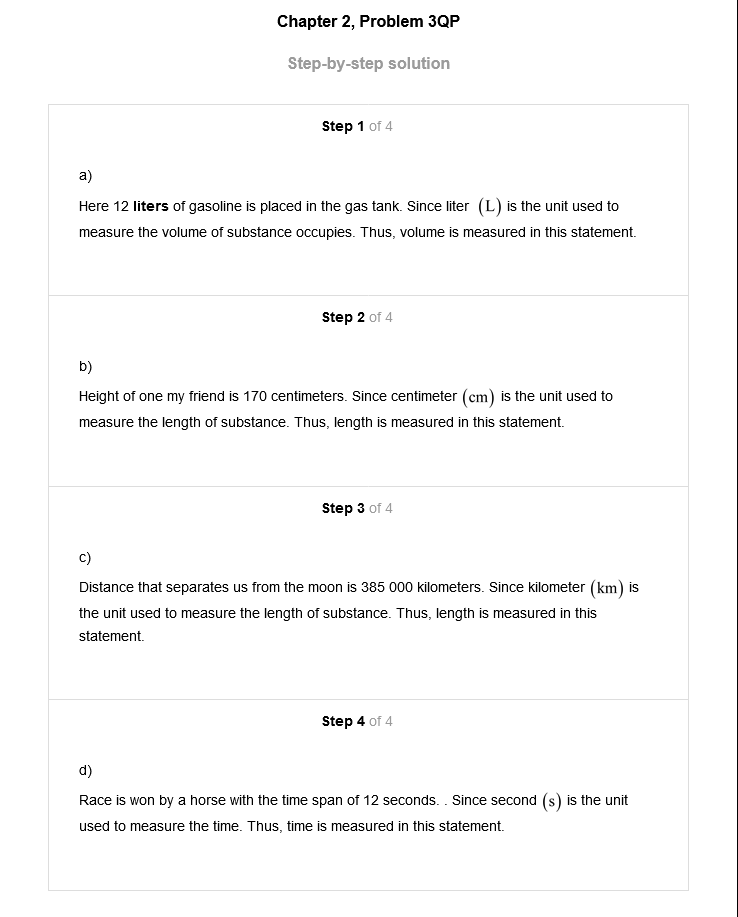 Chapter 2, Problem 3QP
Step-by-step solution
Step 1 of 4
a)
Here 12 liters of gasoline is placed in the gas tank. Since liter (L) is the unit used to
measure the volume of substance occupies. Thus, volume is measured in this statement.
Step 2 of 4
b)
Height of one my friend is 170 centimeters. Since centimeter (cm) is the unit used to
measure the length of substance. Thus, length is measured in this statement.
Step 3 of 4
c)
Distance that separates us from the moon is 385 000 kilometers. Since kilometer (km) is
the unit used to measure the length of substance. Thus, length is measured in this
statement.
Step 4 of 4
d)
Race is won by a horse with the time span of 12 seconds. . Since second (s) is the unit
used to measure the time. Thus, time is measured in this statement.